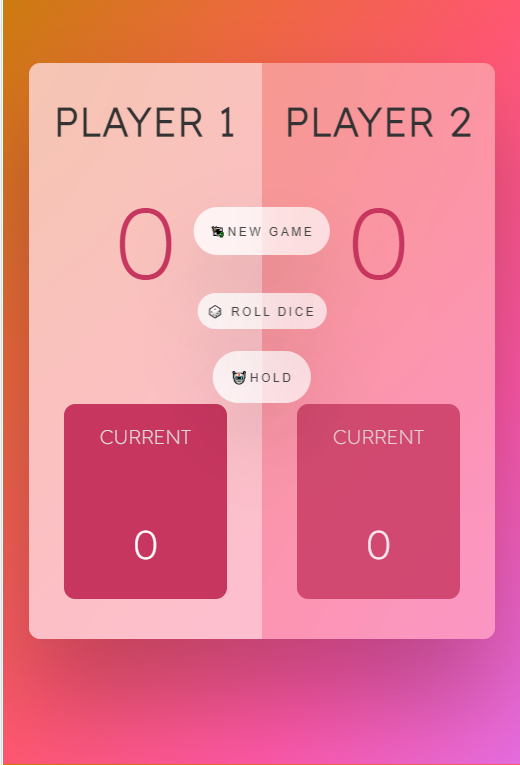 PLAYER 1
PLAYER 2
0
0
NEW GAME
ROLL DICE
HOLD
CURRENT
CURRENT
0
0